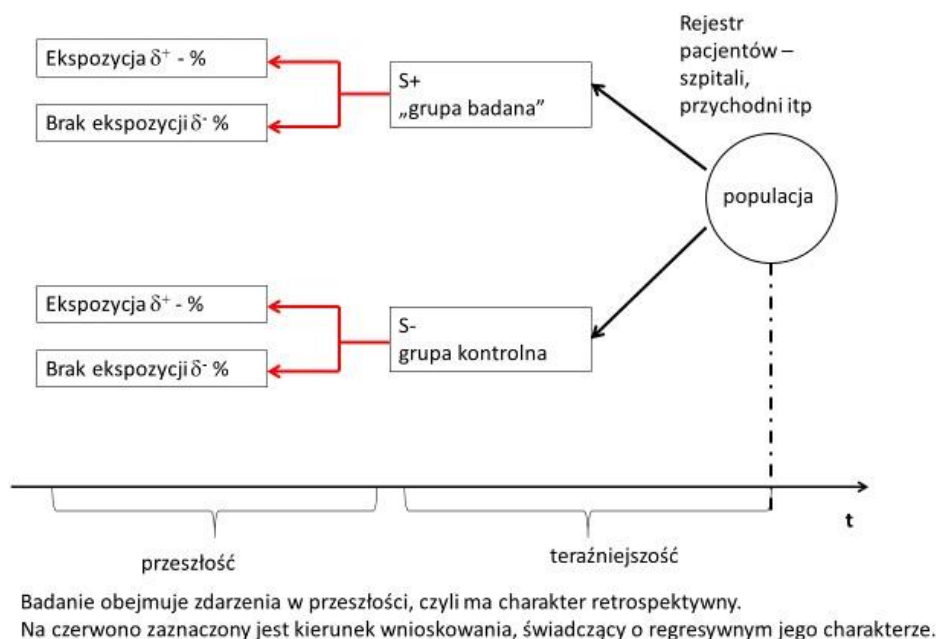 Rejestr
pacjentów –
szpitali,
przychodni itp
Ekspozycja δ⁺ - %
Brak ekspozycji δ⁻ %
S+
„grupa badana”
populacja
Ekspozycja δ⁺ - %
Brak ekspozycji δ⁻ %
S-
grupa kontrolna
t
przeszłość
teraźniejszość
Badanie obejmuje zdarzenia w przeszłości, czyli ma charakter retrospektywny.
Na czerwono zaznaczony jest kierunek wnioskowania, świadczący o regresywnym jego charakterze.